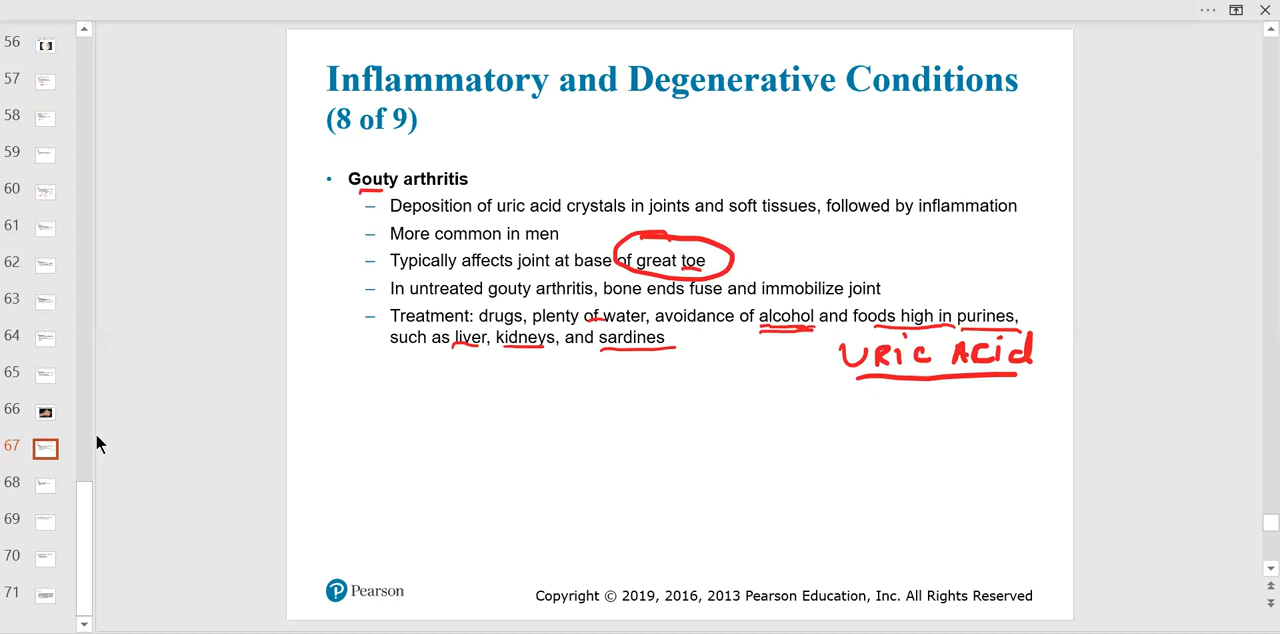 56
57
58
59
60
61
62
63
64
65
66
67
68
69
70
71
Inflammatory and Degenerative Conditions
(8 of 9)
• Gouty arthritis
– Deposition of uric acid crystals in joints and soft tissues, followed by inflammation
– More common in men
– Typically affects joint at base of great toe
– In untreated gouty arthritis, bone ends fuse and immobilize joint
– Treatment: drugs, plenty of water, avoidance of alcohol and foods high in purines,
such as liver, kidneys, and sardines
URic ACid
P Pearson
Copyright © 2019, 2016, 2013 Pearson Education, Inc. All Rights Reserved